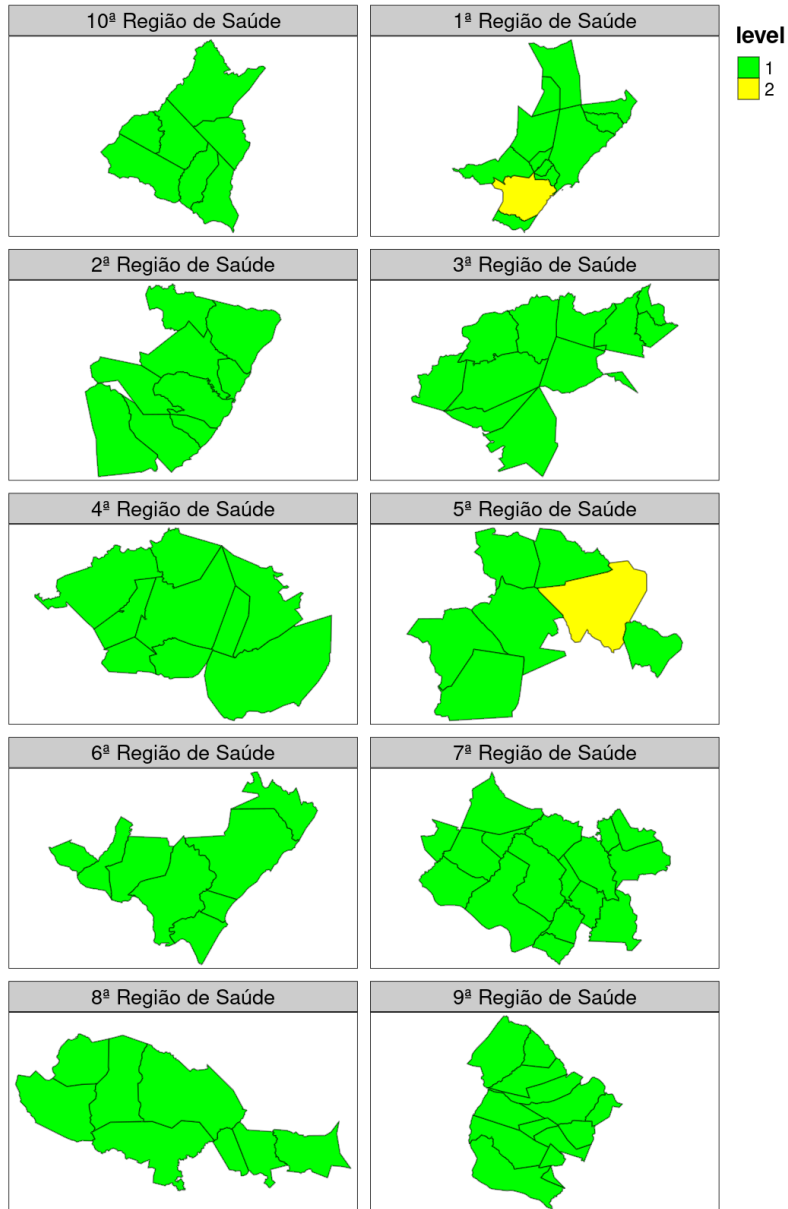 10ª Região de Saúde
1ª Região de Saúde
level
1
2
2ª Região de Saúde
3ª Região de Saúde
4ª Região de Saúde
5ª Região de Saúde
6ª Região de Saúde
7ª Região de Saúde
8ª Região de Saúde
9ª Região de Saúde